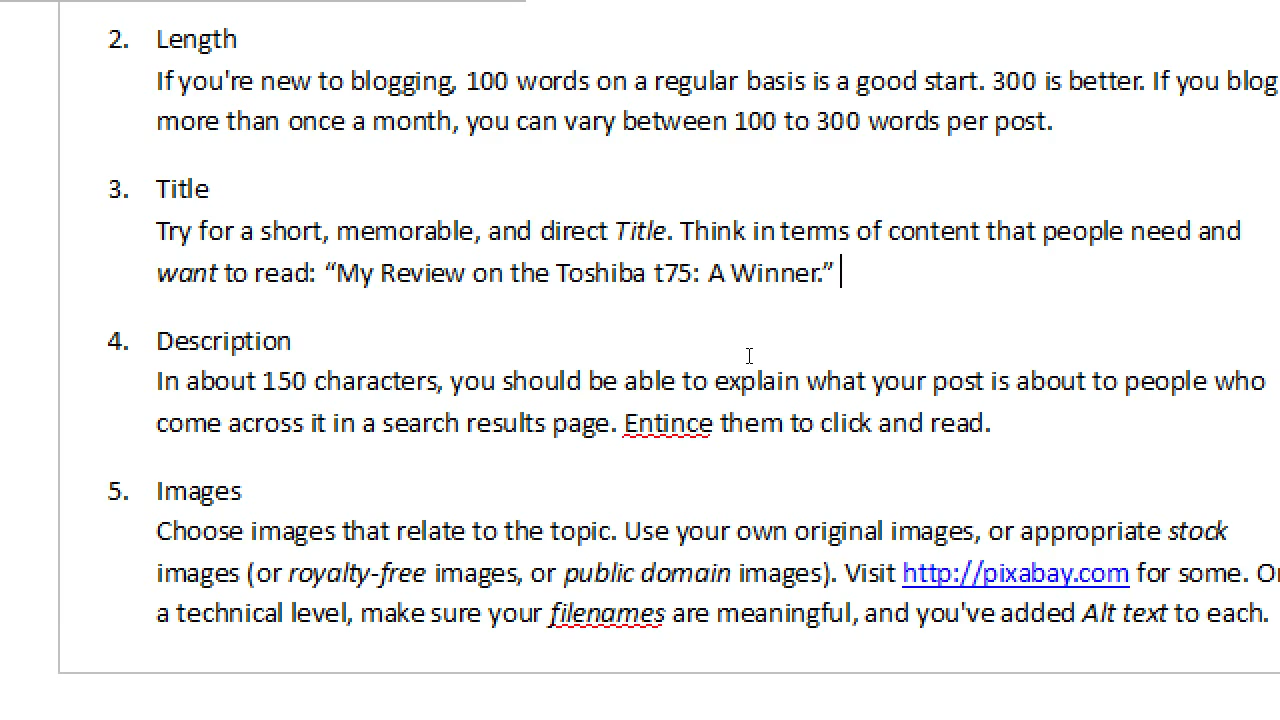 2. Length
If you're new to blogging, 100 words on a regular basis is a good start. 300 is better. If you blog
more than once a month, you can vary between 100 to 300 words per post.
3. Title
Try for a short, memorable, and direct Title. Think in terms of content that people need and
want to read: “My Review on the Toshiba t75: A Winner.”
4. Description
In about 150 characters, you should be able to explain what your post is about to people who
come across it in a search results page. Entince them to click and read.
5. Images
Choose images that relate to the topic. Use your own original images, or appropriate stock
images (or royalty-free images, or public domain images). Visit http://pixabay.com for some.
a technical level, make sure your filenames are meaningful, and you've added Alt text to each.